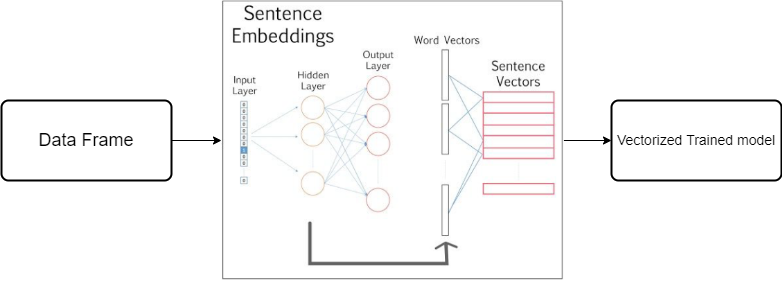 Sentence
Embeddings
Word Vectors
Output
Layer
Sentence
Vectors
Hidden
Layer
Input
Layer
Data Frame
Vectorized Trained model